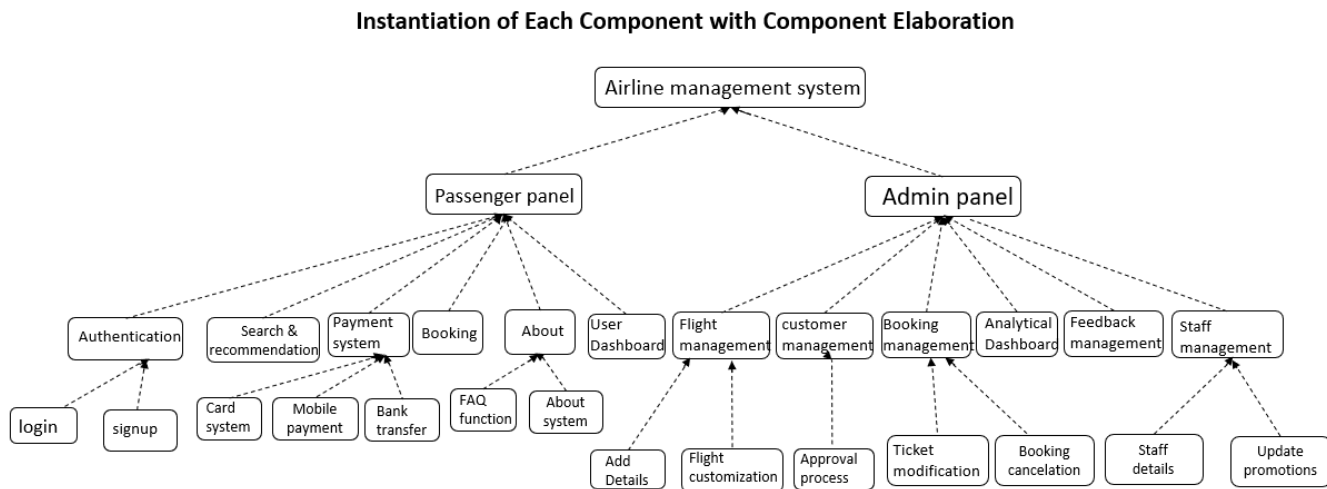 Instantiation of Each Component with Component Elaboration
Airline management system
Passenger panel
Admin panel
Authentication
Search &
recommendation
Payment
system
Booking
About
User
Dashboard
Flight
management
customer
management
Booking
management
Analytical
Dashboard
Feedback
management
Staff
management
login
signup
Card
system
Mobile
payment
Bank
transfer
FAQ
function
About
system
Add
Details
Flight
customization
Approval
process
Ticket
modification
Booking
cancelation
Staff
details
Update
promotions